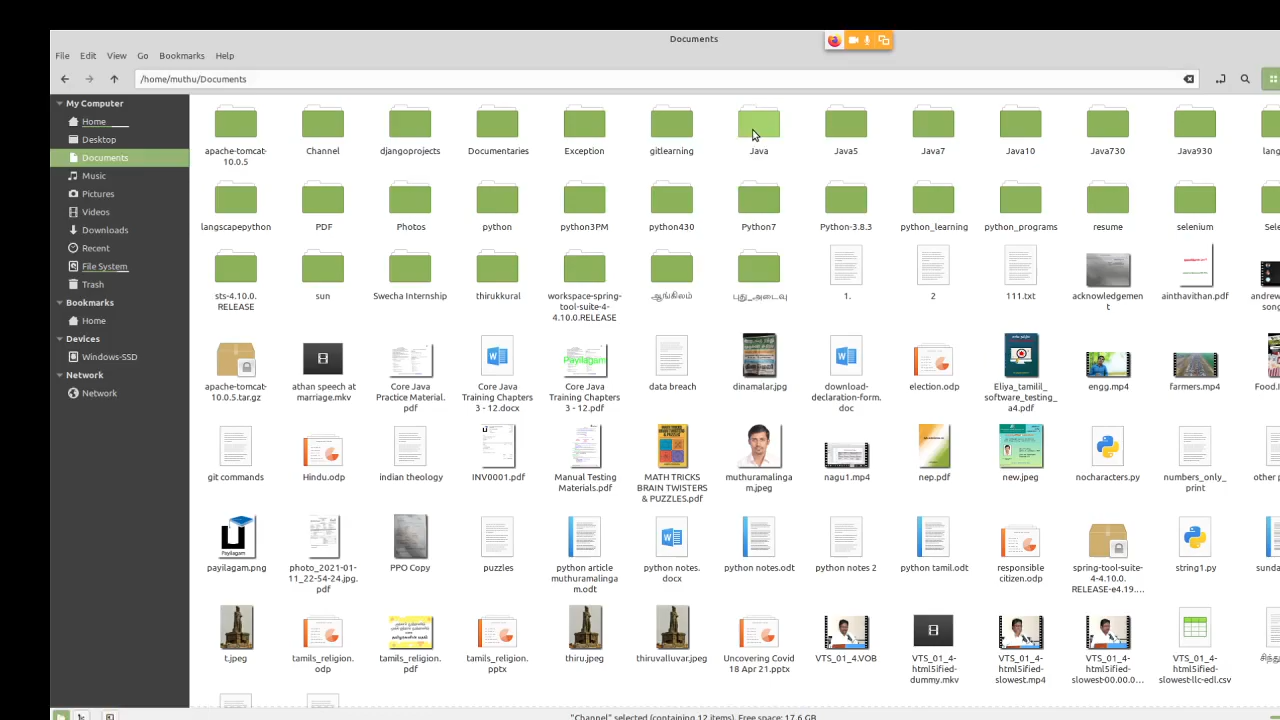 Documents
File Edit View Go Bookmarks Help
/home/muthu/Documents
My Computer
Home
Desktop
Documents
Music
Pictures
Videos
Downloads
Recent
File System
Trash
Bookmarks
Home
Devices
Windows-SSD
Network
Network
apache-tomcat-10.0.5
Channel
djangoprojects
Documentaries
Exception
gitlearning
Java
Java5
Java7
Java10
Java730
Java930
lang
langscapepython
PDF
Photos
python
python3PM
python430
Python7
Python-3.8.3
python_learning
python_programs
resume
selenium
Sele
sts-4.10.0.
RELEASE
sun
Swecha Internship
thirukkural
workspace-spring-
tool-suite-4-
4.10.0.RELEASE
ஆங்கிலம்
புது_அடைவு
1.
2
111.txt
acknowledgemen
t
ainthavithan.pdf
andrew
song
apache-tomcat-
10.0.5.tar.gz
athan speech at
marriage.mkv
Core Java
Practice Material.
pdf
Core Java
Training Chapters
3 - 12.docx
Core Java
Training Chapters
3 - 12.pdf
data breach
dinamalar.jpg
download-
declaration-form.
doc
election.odp
Eliya_tamilil_
software_testing_
a4.pdf
engg.mp4
farmers.mp4
Food.I
git commands
Hindu.odp
indian theology
INV0001.pdf
Manual Testing
Materials.pdf
MATH TRICKS
BRAIN TWISTERS
& PUZZLES.pdf
muthuramalinga
m.jpeg
nagu1.mp4
nep.pdf
new.jpeg
nocharacters.py
numbers_only_
print
other p
payilagam.png
photo_2021-01-
11_22-54-24.jpg.
pdf
PPO Copy
puzzles
python article
muthuramalinga
m.odt
python notes.
docx
python notes.odt
python notes 2
python tamil.odt
responsible
citizen.odp
spring-tool-suite-
4-4.10.0.
RELEASE-e4.19....
string1.py
sunda
t.jpeg
tamils_religion.
odp
tamils_religion.
pdf
tamils_religion.
pptx
thiru.jpeg
thiruvalluvar.jpeg
Uncovering Covid
18 Apr 21.pptx
VTS_01_4.VOB
VTS_01_4-
html5ified-
dummy.mkv
VTS_01_4-
html5ified-
slowest.mp4
VTS_01_4-
html5ified-
slowest-00.00.0...
VTS_01_4-
html5ified-
slowest-llc-edl.csv
"Channel" selected (containing 12 items), Free space: 17.6 GB